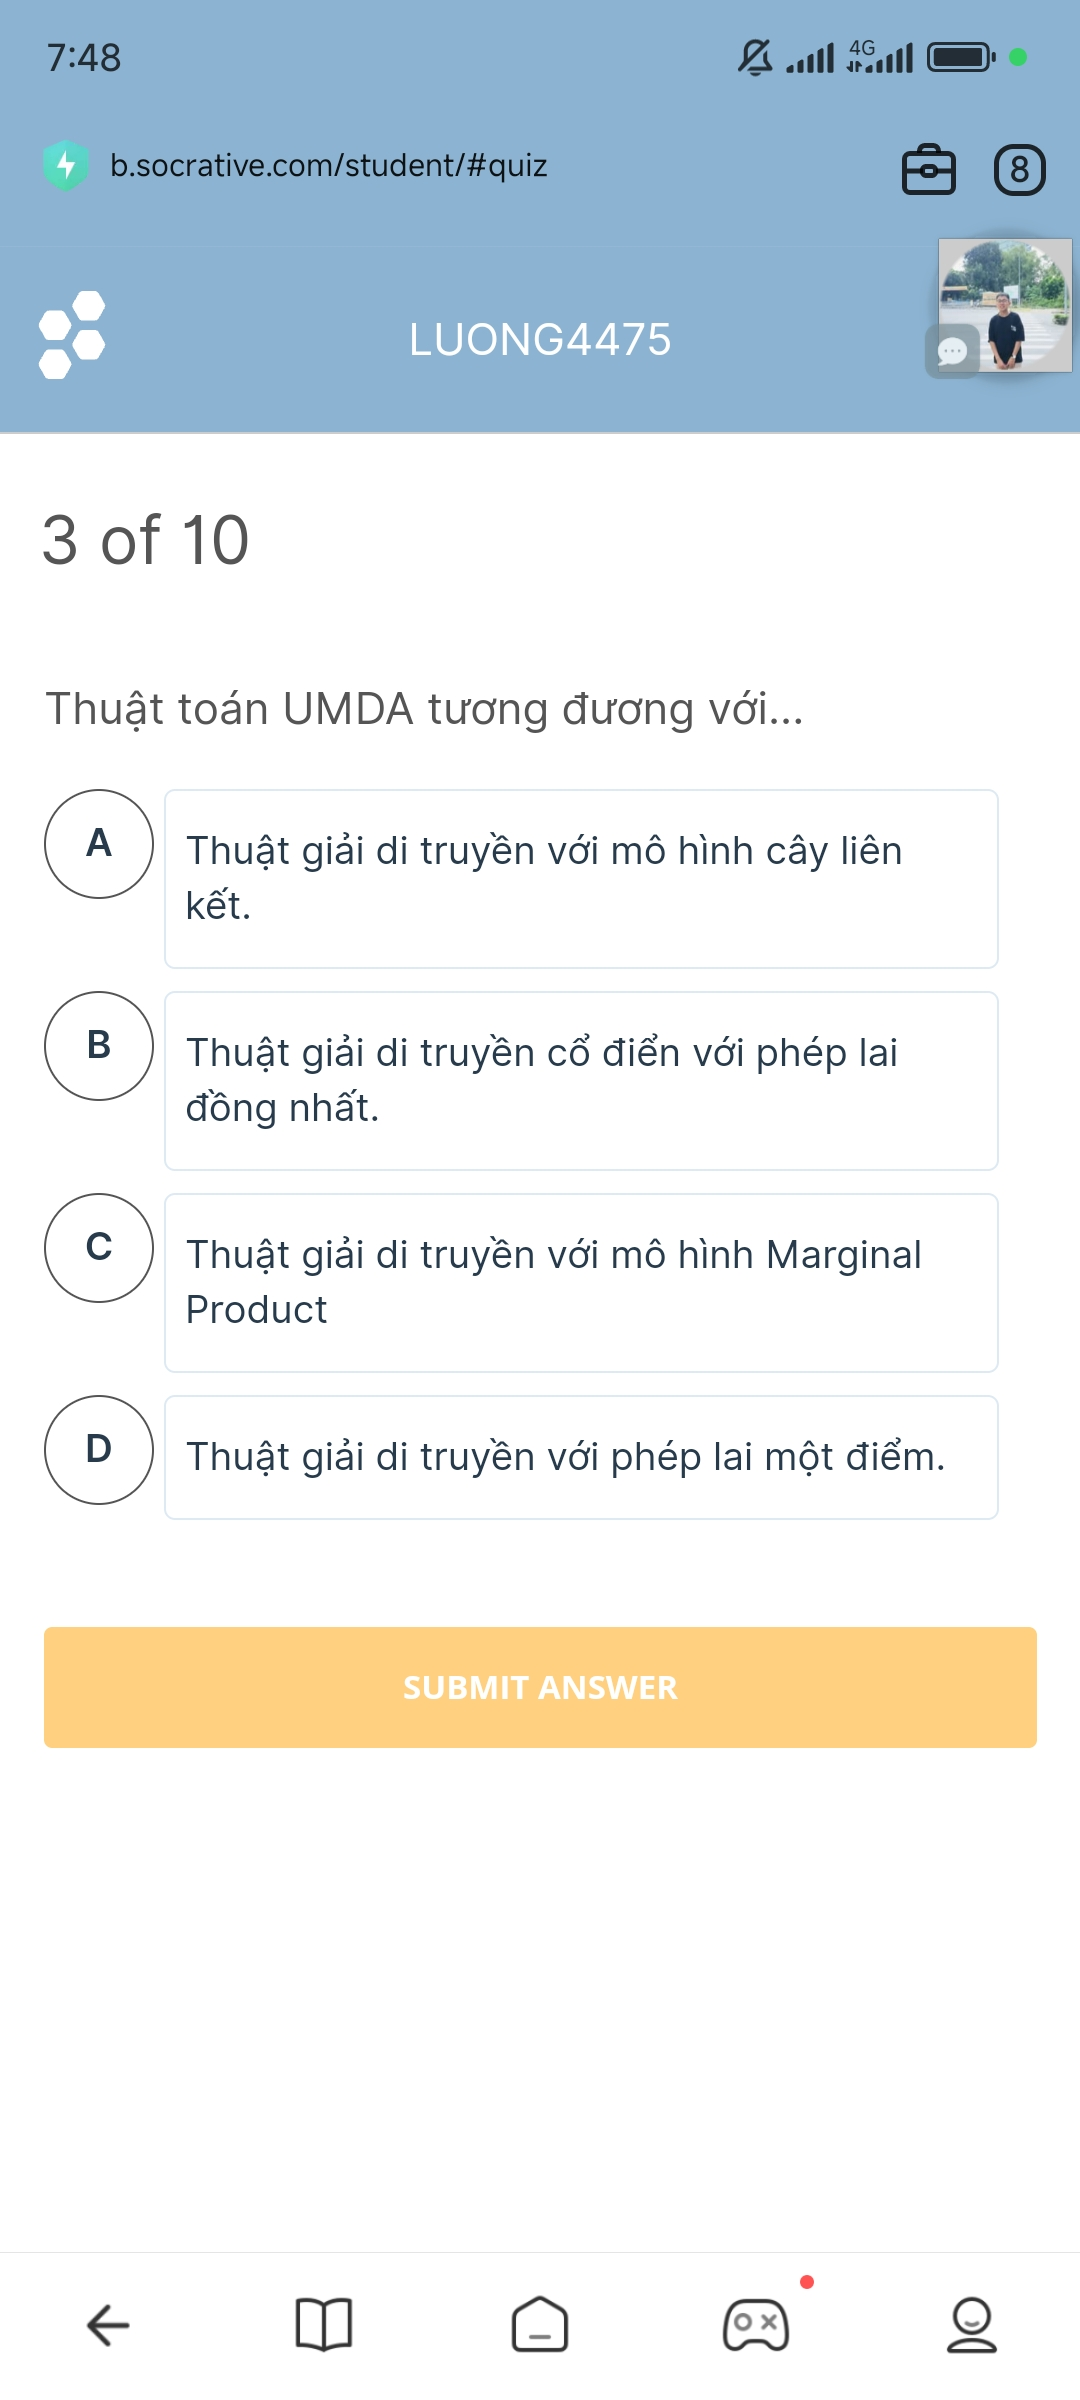 7:48
4G
b.socrative.com/student/#quiz
8
LUONG4475
3 of 10
Thuật toán UMDA tương đương với...
A
Thuật giải di truyền với mô hình cây liên
kết.
B
Thuật giải di truyền cổ điển với phép lai
đồng nhất.
C
Thuật giải di truyền với mô hình Marginal
Product
D
Thuật giải di truyền với phép lai một điểm.
SUBMIT ANSWER